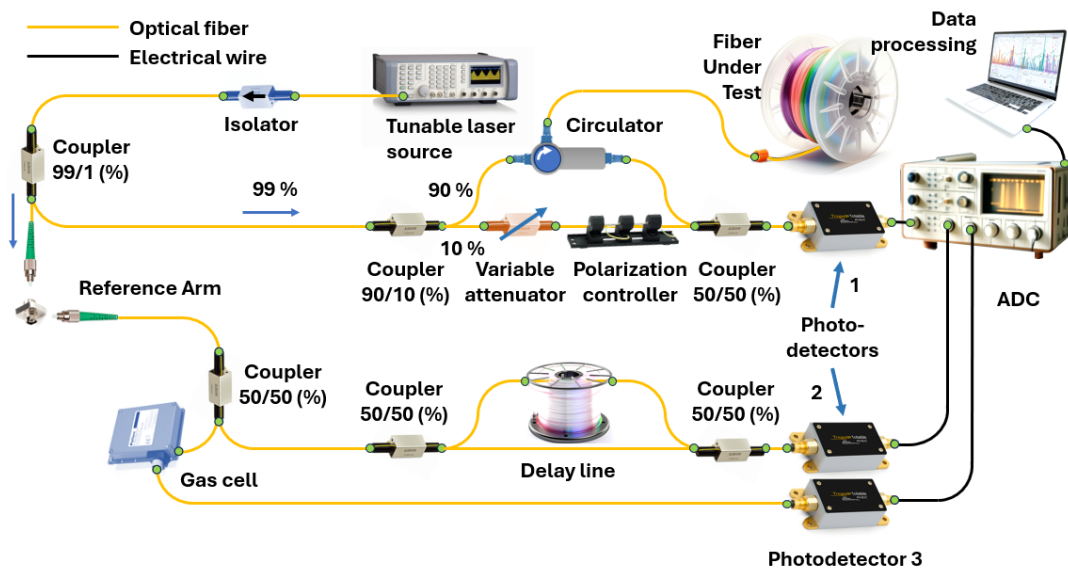 Optical fiber
Electrical wire
Isolator
Tunable laser
source
Circulator
Fiber
Under
Test
Data
processing
Coupler
99/1 (%)
99 %
90 %
10 %
Coupler
90/10 (%)
Variable
attenuator
Polarization
controller
Coupler
50/50 (%)
1
ADC
Reference Arm
Photo-
detectors
2
Coupler
50/50 (%)
Coupler
50/50 (%)
Coupler
50/50 (%)
Gas cell
Delay line
Photodetector 3